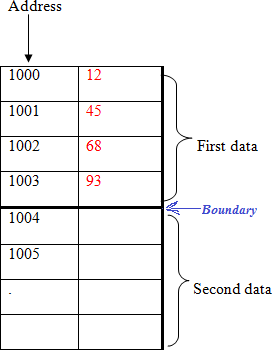 Address
1000 12
1001 45
1002 68
1003 93
First data
Boundary
1004
1005
.
Second data